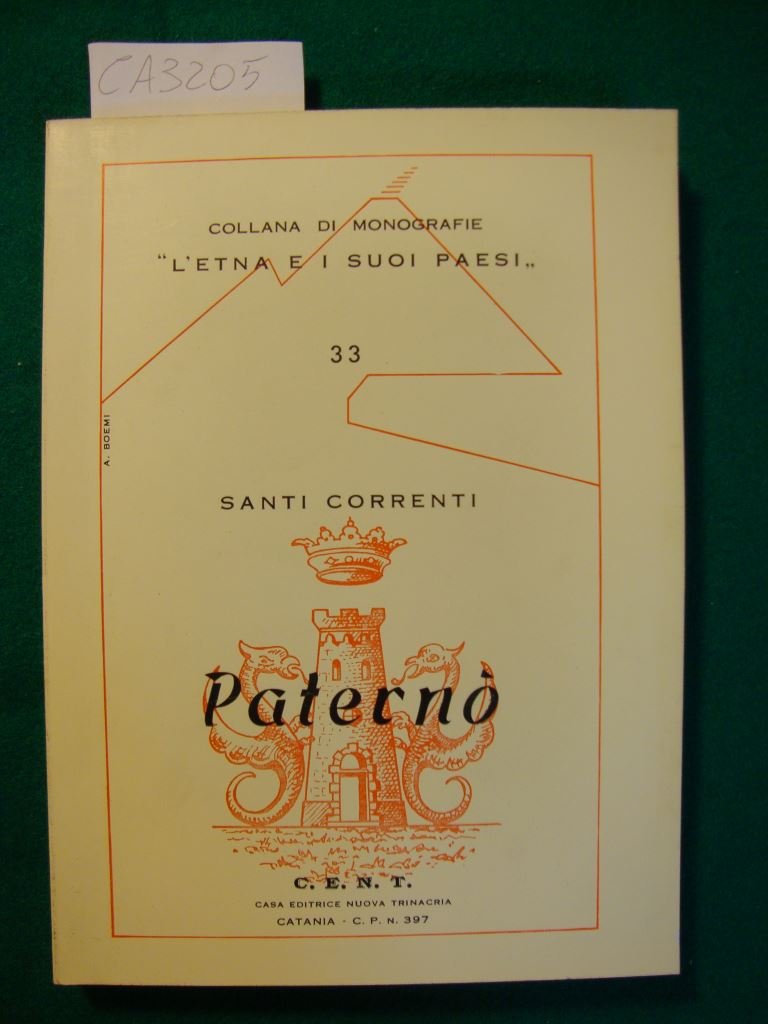 CA3205
COLLANA DI MONOGRAFIE
“L'ETNA E I SUOI PAESI„
33
A. BOEMI
SANTI CORRENTI
Paternò
C. E. N. T.
CASA EDITRICE NUOVA TRINACRIA
CATANIA - C. P. N. 397